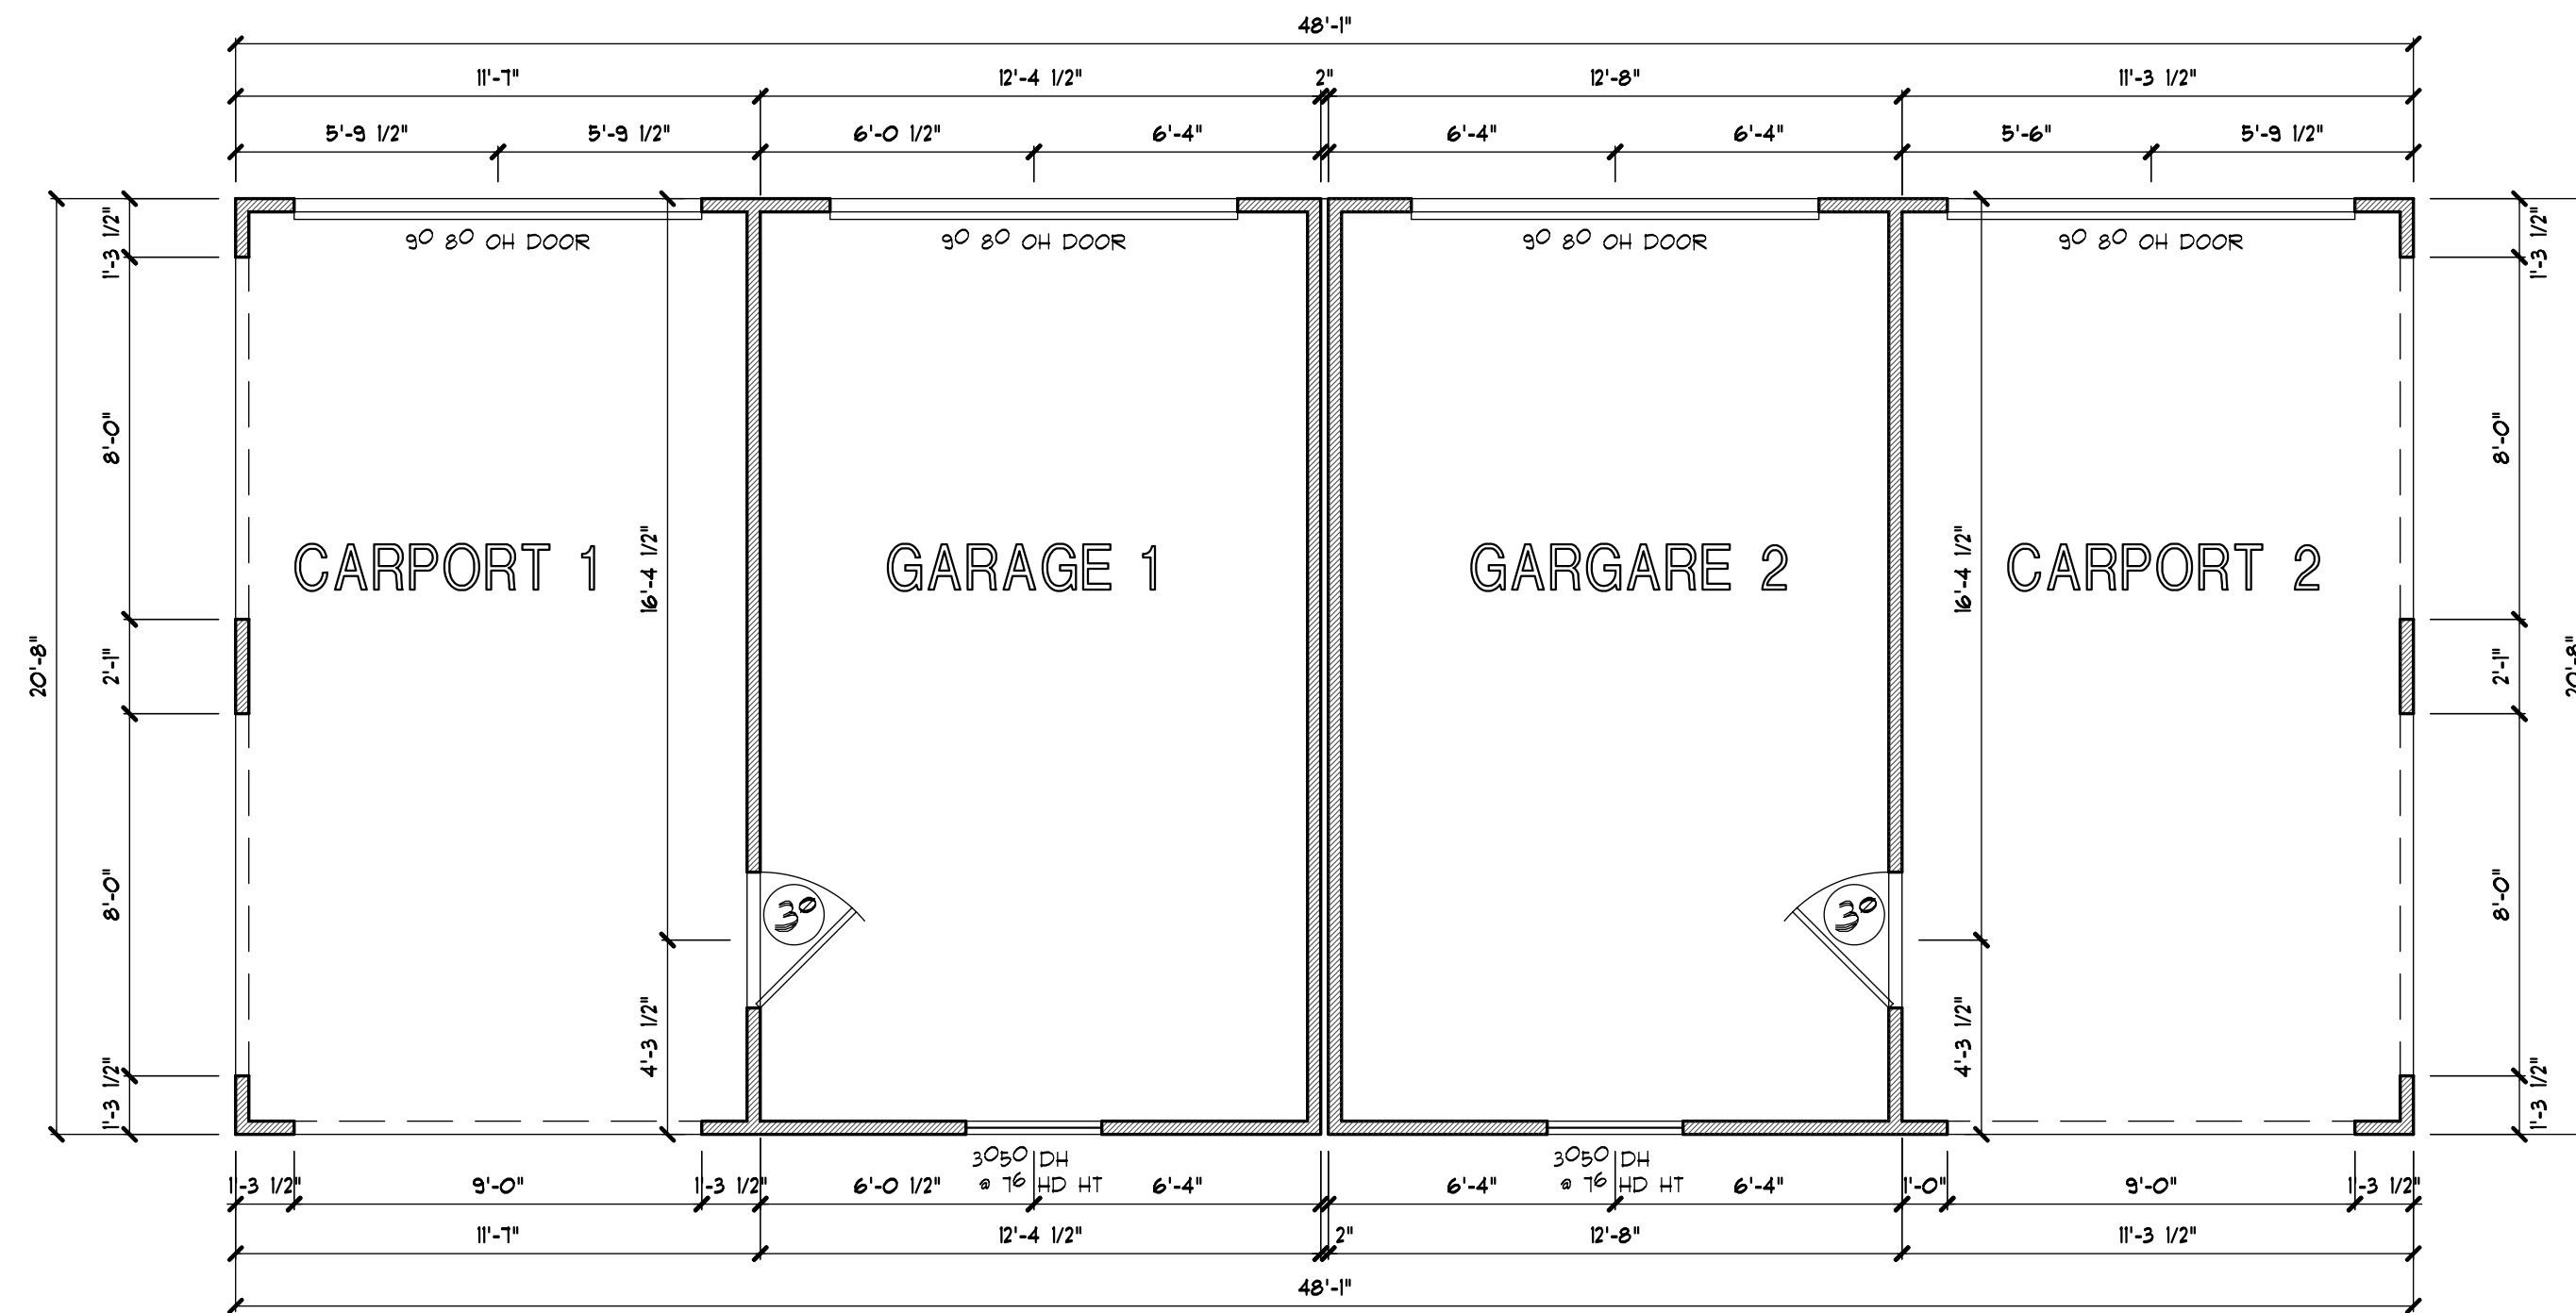 48'-1"
11'-7" 12'-4 1/2" 2" 12'-8" 11'-3 1/2"
5'-9 1/2" 5'-9 1/2" 6'-0 1/2" 6'-4" 6'-4" 6'-4" 5'-6" 5'-9 1/2"
1'-3 1/2" 1'-3 1/2"
9⁰ 8⁰ OH DOOR 9⁰ 8⁰ OH DOOR 9⁰ 8⁰ OH DOOR 9⁰ 8⁰ OH DOOR
8'-0" 8'-0"
16'-4 1/2" 16'-4 1/2"
CARPORT 1 GARAGE 1 GARGARE 2 CARPORT 2
20'-8" 2'-1" 2'-1" 20'-8"
8'-0" 3⁰ 3⁰ 8'-0"
4'-3 1/2" 4'-3 1/2"
1'-3 1/2" 1'-3 1/2"
3⁰5⁰ DH 3⁰5⁰ DH
@ 7⁶ HD HT @ 7⁶ HD HT
1'-3 1/2" 9'-0" 1'-3 1/2" 6'-0 1/2" 6'-4" 6'-4" 6'-4" 1'-0" 9'-0" 1'-3 1/2"
11'-7" 12'-4 1/2" 2" 12'-8" 11'-3 1/2"
48'-1"